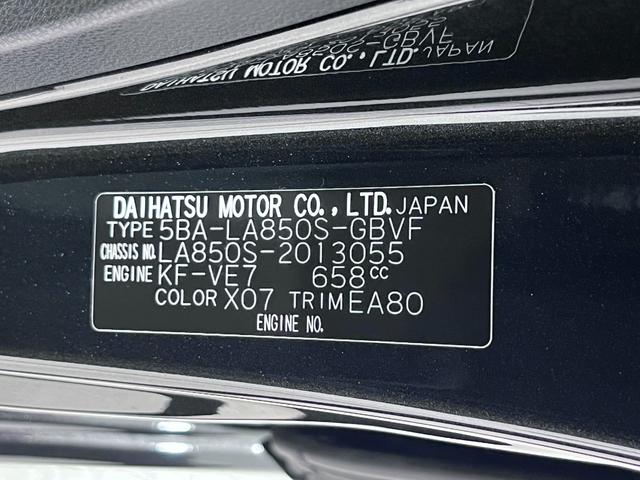 DAIHATSU MOTOR CO., LTD. JAPAN
TYPE 5BA-LA850S-GBVF
CHASSIS NO. LA850S-2013055
ENGINE KF-VE7 658cc
COLOR X07 TRIM EA80
ENGINE NO.